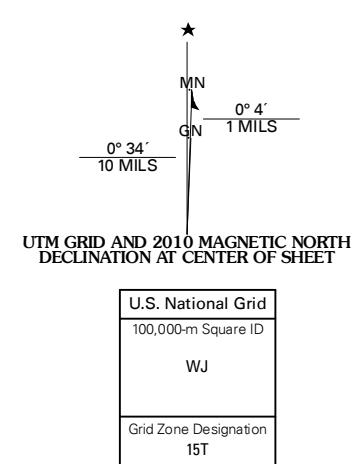 ★
MN
GN
0° 4´
1 MILS
0° 34´
10 MILS
UTM GRID AND 2010 MAGNETIC NORTH
DECLINATION AT CENTER OF SHEET
U.S. National Grid
100,000-m Square ID
WJ
Grid Zone Designation
15T